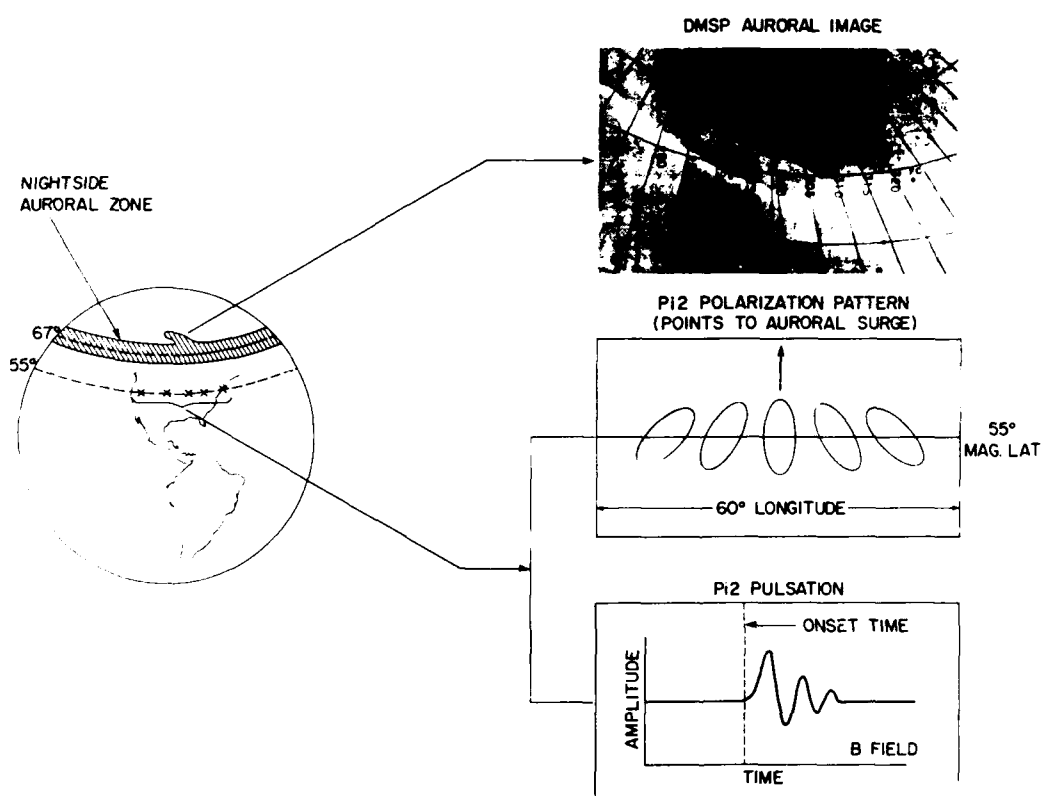 DMSP AURORAL IMAGE
NIGHTSIDE
AURORAL ZONE
67°
55°
Pi2 POLARIZATION PATTERN
(POINTS TO AURORAL SURGE)
55°
MAG. LAT
60° LONGITUDE
Pi2 PULSATION
ONSET TIME
AMPLITUDE
B FIELD
TIME